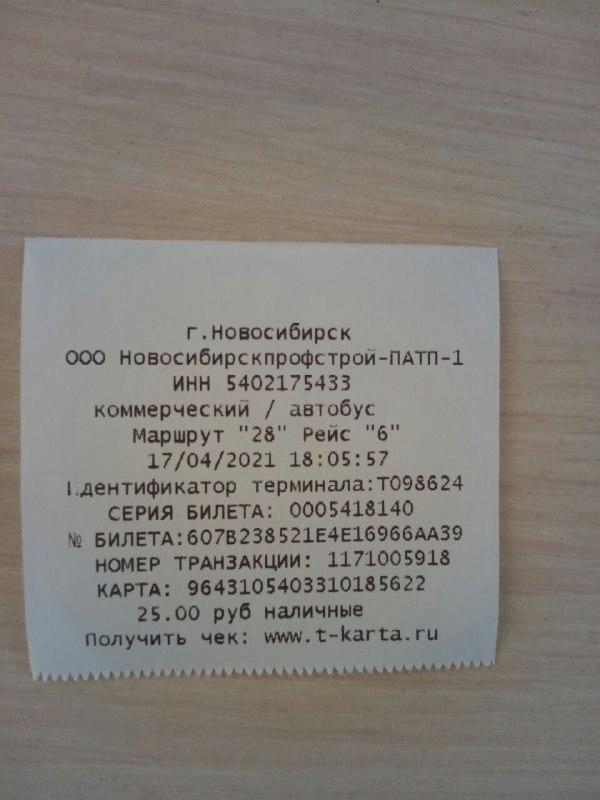 г.Новосибирск
ООО Новосибирскпрофстрой-ПАТП-1
ИНН 5402175433
коммерческий / автобус
Маршрут "28" Рейс "6"
17/04/2021 18:05:57
Идентификатор терминала:Т098624
СЕРИЯ БИЛЕТА: 0005418140
№ БИЛЕТА:607B238521E4E16966AA39
НОМЕР ТРАНЗАКЦИИ: 1171005918
КАРТА: 9643105403310185622
25.00 руб наличные
Получить чек: www.t-karta.ru